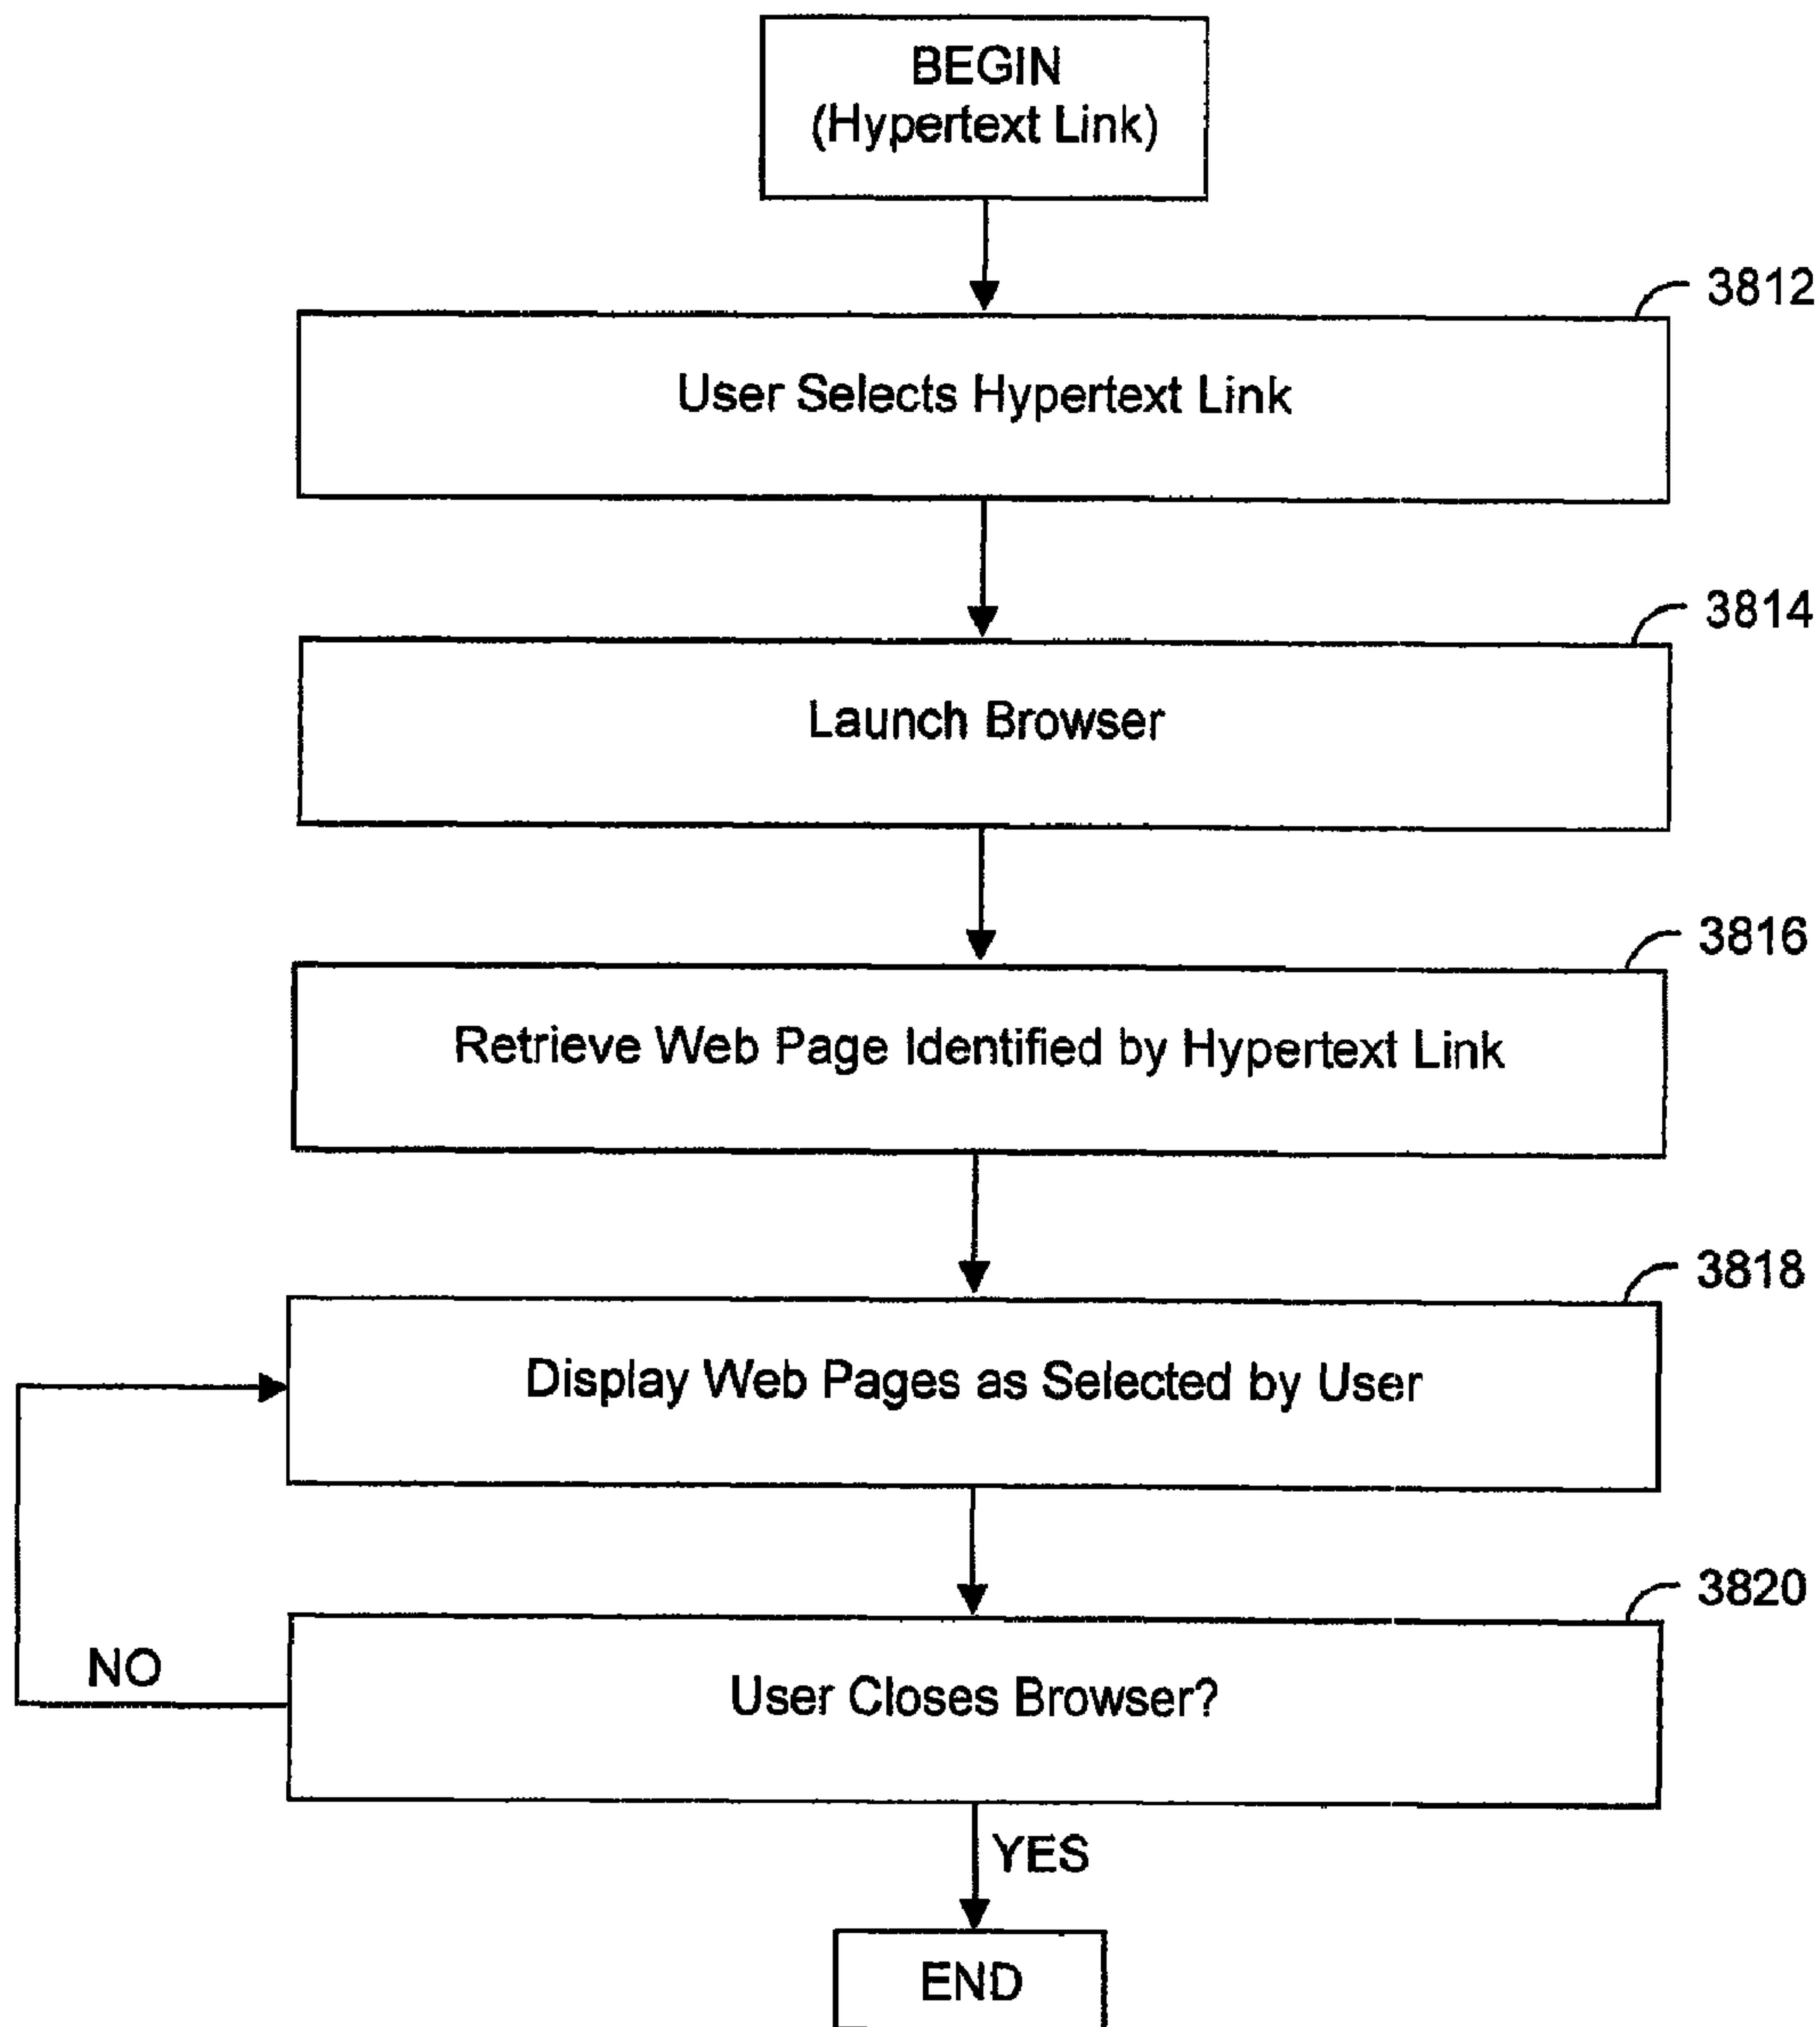 BEGIN
(Hypertext Link)
3812
User Selects Hypertext Link
3814
Launch Browser
3816
Retrieve Web Page Identified by Hypertext Link
3818
Display Web Pages as Selected by User
3820
NO
User Closes Browser?
YES
END